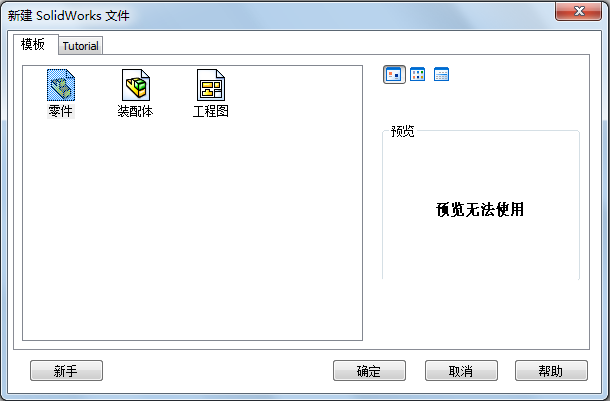 新建 SolidWorks 文件
模板 Tutorial
零件 装配体 工程图
预览
预览无法使用
新手 确定 取消 帮助